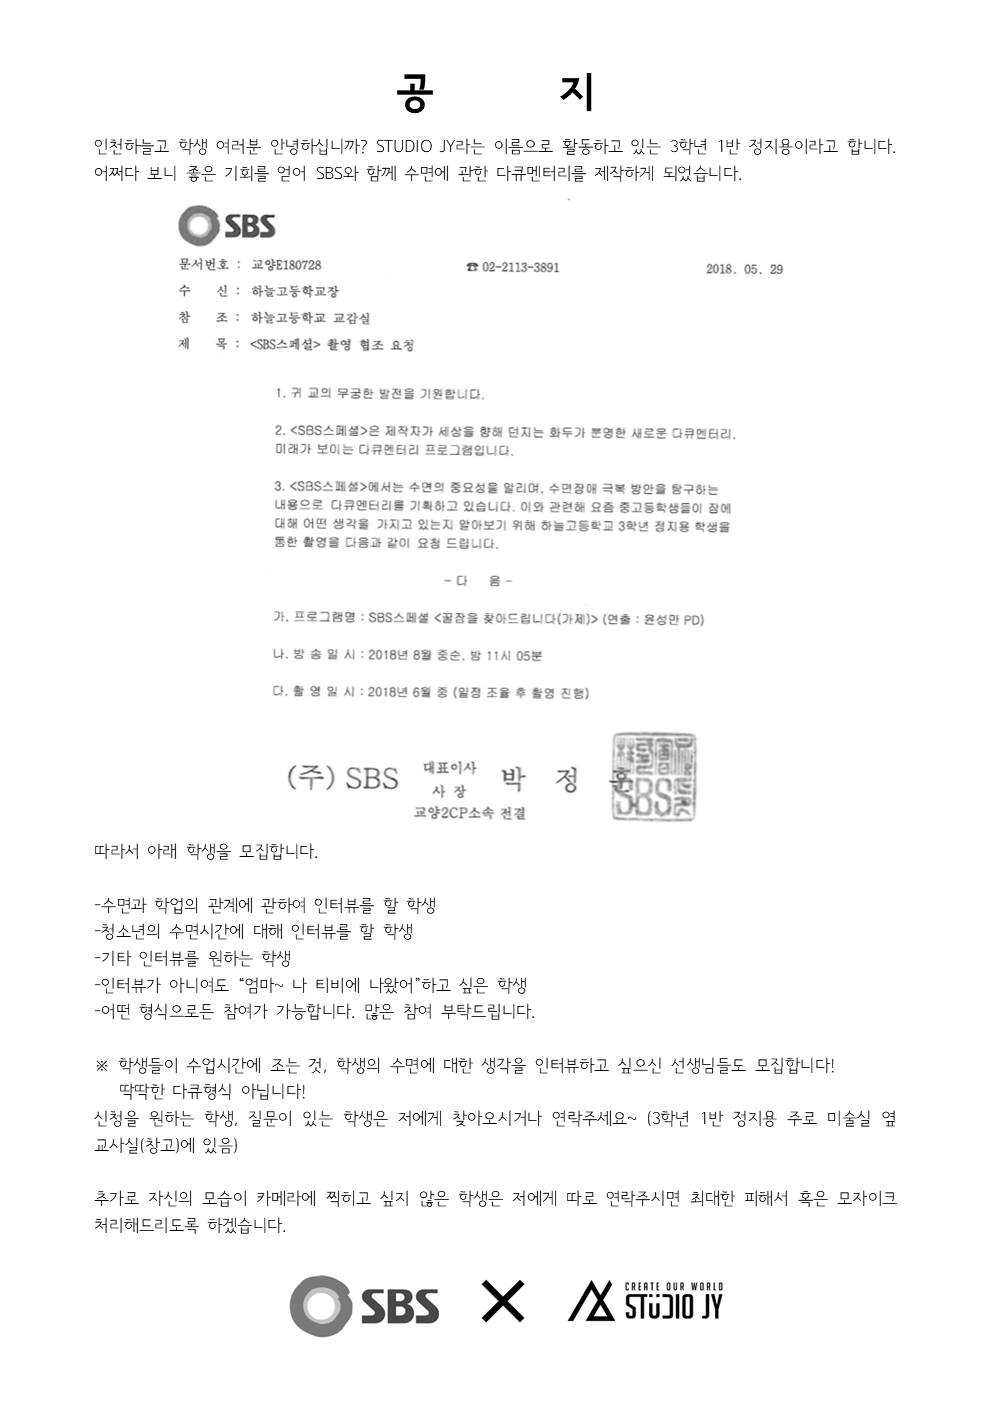 공 지
인천하늘고 학생 여러분 안녕하십니까? STUDIO JY라는 이름으로 활동하고 있는 3학년 1반 정지용이라고 합니다.
어쩌다 보니 좋은 기회를 얻어 SBS와 함께 수면에 관한 다큐멘터리를 제작하게 되었습니다.
SBS
문서번호 : 교양E180728 ☎ 02-2113-3891 2018. 05. 29
수 신 : 하늘고등학교장
참 조 : 하늘고등학교 교감실
제 목 : <SBS스페셜> 촬영 협조 요청
1. 귀 교의 무궁한 발전을 기원합니다.
2. <SBS스페셜>은 제작자가 세상을 향해 던지는 화두가 분명한 새로운 다큐멘터리,
미래가 보이는 다큐멘터리 프로그램입니다.
3. <SBS스페셜>에서는 수면의 중요성을 알리며, 수면장애 극복 방안을 탐구하는
내용으로 다큐멘터리를 기획하고 있습니다. 이와 관련해 요즘 중고등학생들이 잠에
대해 어떤 생각을 가지고 있는지 알아보기 위해 하늘고등학교 3학년 정지용 학생을
통한 촬영을 다음과 같이 요청 드립니다.
- 다 음 -
가. 프로그램명 : SBS스페셜 <꿀잠을 찾아드립니다(가제)> (연출 : 윤성만 PD)
나. 방 송 일 시 : 2018년 8월 중순, 밤 11시 05분
다. 촬 영 일 시 : 2018년 6월 중 (일정 조율 후 촬영 진행)
(주) SBS 대표이사 사 장 박 정 훈
교양2CP소속 전결
SBS
따라서 아래 학생을 모집합니다.
-수면과 학업의 관계에 관하여 인터뷰를 할 학생
-청소년의 수면시간에 대해 인터뷰를 할 학생
-기타 인터뷰를 원하는 학생
-인터뷰가 아니여도 “엄마~ 나 티비에 나왔어”하고 싶은 학생
-어떤 형식으로든 참여가 가능합니다. 많은 참여 부탁드립니다.
※ 학생들이 수업시간에 조는 것, 학생의 수면에 대한 생각을 인터뷰하고 싶으신 선생님들도 모집합니다!
딱딱한 다큐형식 아닙니다!
신청을 원하는 학생, 질문이 있는 학생은 저에게 찾아오시거나 연락주세요~ (3학년 1반 정지용 주로 미술실 옆
교사실(창고)에 있음)
추가로 자신의 모습이 카메라에 찍히고 싶지 않은 학생은 저에게 따로 연락주시면 최대한 피해서 혹은 모자이크
처리해드리도록 하겠습니다.
SBS × CREATE OUR WORLD
STUDIO JY